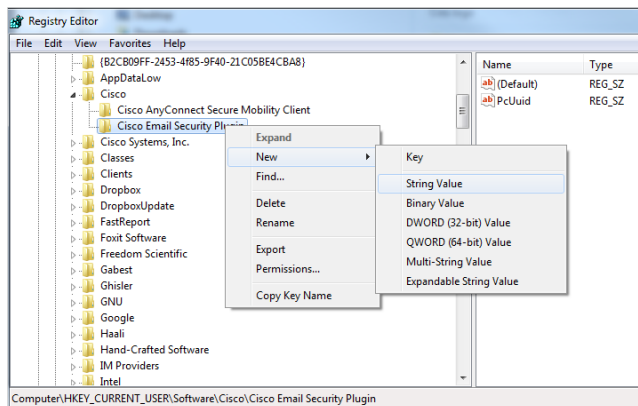 Registry Editor
File Edit View Favorites Help
{B2CB09FF-2453-4f85-9F40-21C05BE4CBA8}
AppDataLow
Cisco
Cisco AnyConnect Secure Mobility Client
Cisco Email Security Plugin
Cisco Systems, Inc.
Classes
Clients
Dropbox
DropboxUpdate
FastReport
Foxit Software
Freedom Scientific
Gabest
Ghisler
GNU
Google
Haali
Hand-Crafted Software
IM Providers
Intel
Expand
New
Find...
Delete
Rename
Export
Permissions...
Copy Key Name
Key
String Value
Binary Value
DWORD (32-bit) Value
QWORD (64-bit) Value
Multi-String Value
Expandable String Value
Name Type
ab (Default) REG_SZ
ab PcUuid REG_SZ
Computer\HKEY_CURRENT_USER\Software\Cisco\Cisco Email Security Plugin